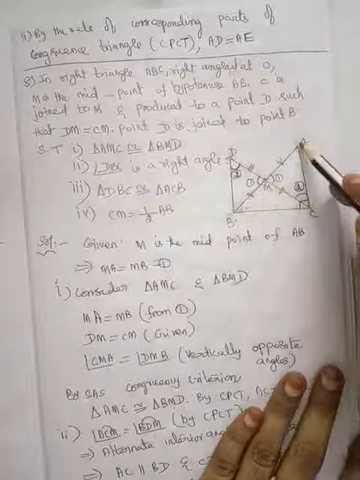 ii) By the rule of corresponding parts of
congruence triangle (CPCT), AD=AE
8) In right triangle ABC, right angled at C,
M is the mid-point of hypotenuse AB. C is
joined to M & produced to a point D such
that DM=CM. Point D is joined to point B
S.T i) ΔAMC ≅ ΔBMD
ii) ∠DBC is a right angle
iii) ΔDBC ≅ ΔACB
iv) CM=1/2 AB
D
M
B
C
Sol:- Given M is the mid point of AB
⇒ MA=MB -①
i) Consider ΔAMC & ΔBMD
MA=MB (from ①)
DM=CM (Given)
∠CMA = ∠DMB (Vertically opposite
angles)
By SAS congruency criterion
ΔAMC ≅ ΔBMD. By CPCT, AC=
ii) ∠ACM = ∠BDM (by CPCT)
⇒ Alternate interior
⇒ AC ∥ BD &